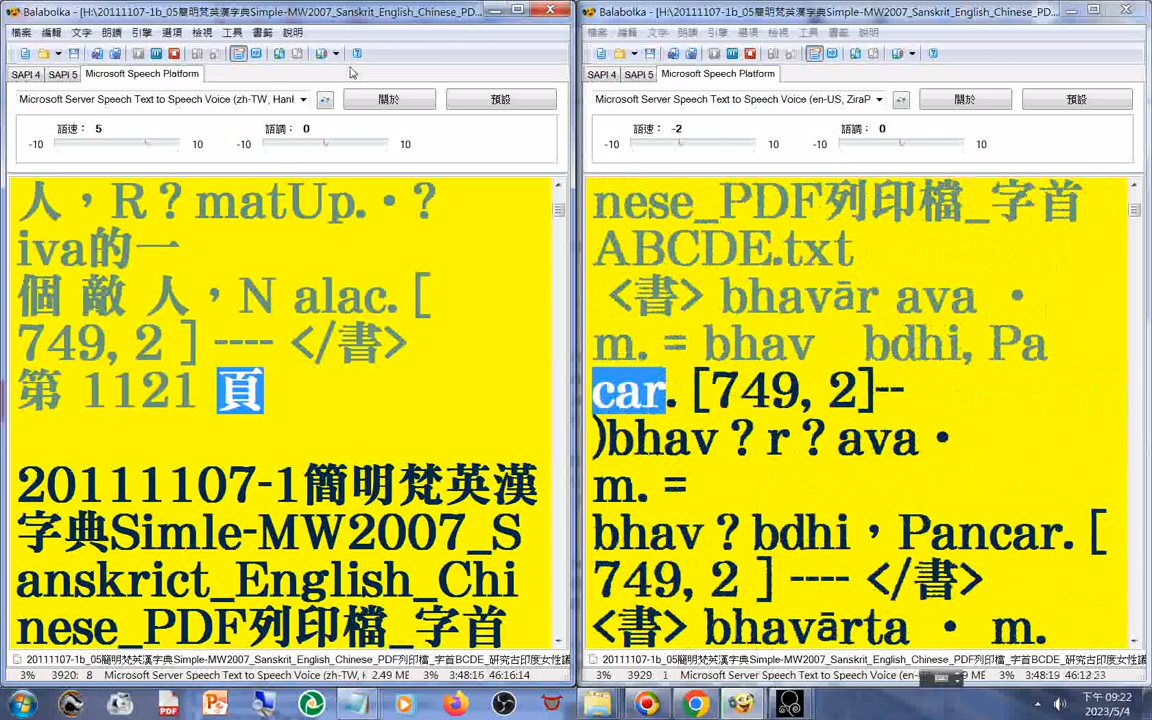 Balabolka - [H:\20111107-1b_05簡明梵英漢字典Simple-MW2007_Sanskrit_English_Chinese_PD...
檔案 編輯 文字 朗讀 引擎 選項 檢視 工具 書籤 說明
SAPI 4 SAPI 5 Microsoft Speech Platform
Microsoft Server Speech Text to Speech Voice (zh-TW, Hanl
關於
預設
語速： 5
語調： 0
-10 10 -10 10
人，R？matUp.•？
iva的一
個 敵 人，N alac. [
749, 2 ] ---- </書>
第 1121 頁
20111107-1簡明梵英漢
字典Simle-MW2007_S
anskrict_English_Chi
nese_PDF列印檔_字首
20111107-1b_05簡明梵英漢字典Simple-MW2007_Sanskrit_English_Chinese_PDF列印檔_字首BCDE_研究古印度女性議
3% 3920: 8 Microsoft Server Speech Text to Speech Voice (zh-TW, H 2.49 ME 3% 3:48:16 46:16:14
Balabolka - [H:\20111107-1b_05簡明梵英漢字典Simple-MW2007_Sanskrit_English_Chinese_PD...
檔案 編輯 文字 朗讀 引擎 選項 檢視 工具 書籤 說明
SAPI 4 SAPI 5 Microsoft Speech Platform
Microsoft Server Speech Text to Speech Voice (en-US, ZiraP
關於
預設
語速： -2
語調： 0
-10 10 -10 10
nese_PDF列印檔_字首
ABCDE.txt
<書> bhavār ava •
m. = bhav bdhi, Pa
car. [749, 2]--
)bhav？r？ava •
m. =
bhav？bdhi，Pancar. [
749, 2 ] ---- </書>
<書> bhavārta • m.
20111107-1b_05簡明梵英漢字典Simple-MW2007_Sanskrit_English_Chinese_PDF列印檔_字首BCDE_研究古印度女性議
3% 3929 1 Microsoft Server Speech Text to Speech Voice (en- 9 ME 3% 3:48:19 46:12:23
PDF
下午 09:22
2023/5/4